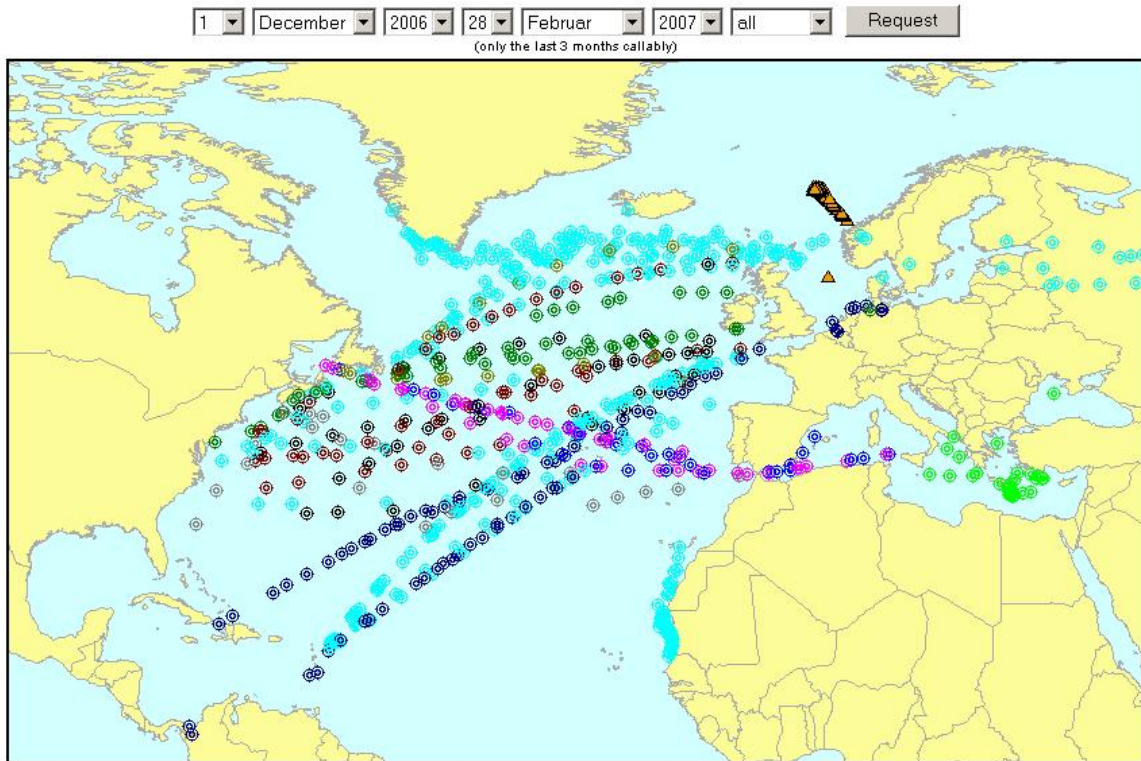 1 December 2006 28 Februar 2007 all Request
(only the last 3 months callably)